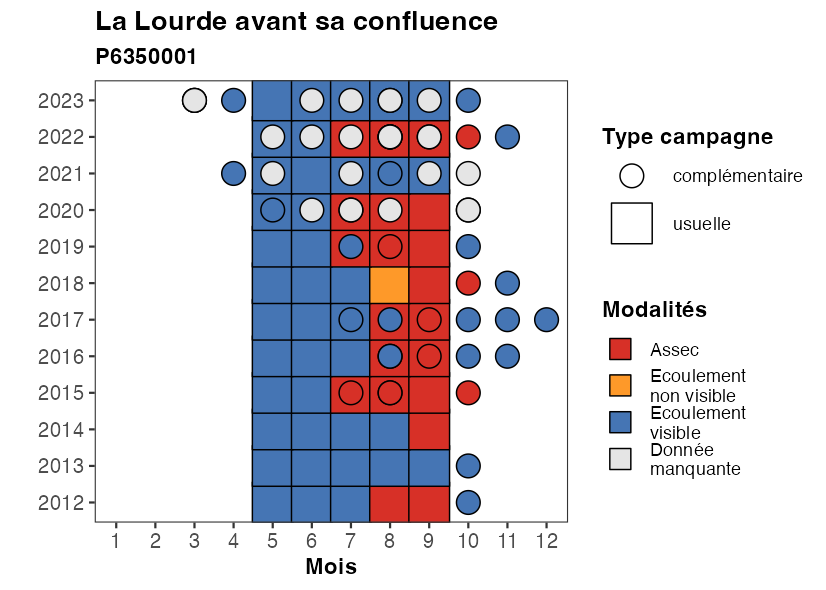 La Lourde avant sa confluence
P6350001
2023
2022
2021
2020
2019
2018
2017
2016
2015
2014
2013
2012
1 2 3 4 5 6 7 8 9 10 11 12
Mois
Type campagne
complémentaire
usuelle
Modalités
Assec
Ecoulement
non visible
Ecoulement
visible
Donnée
manquante